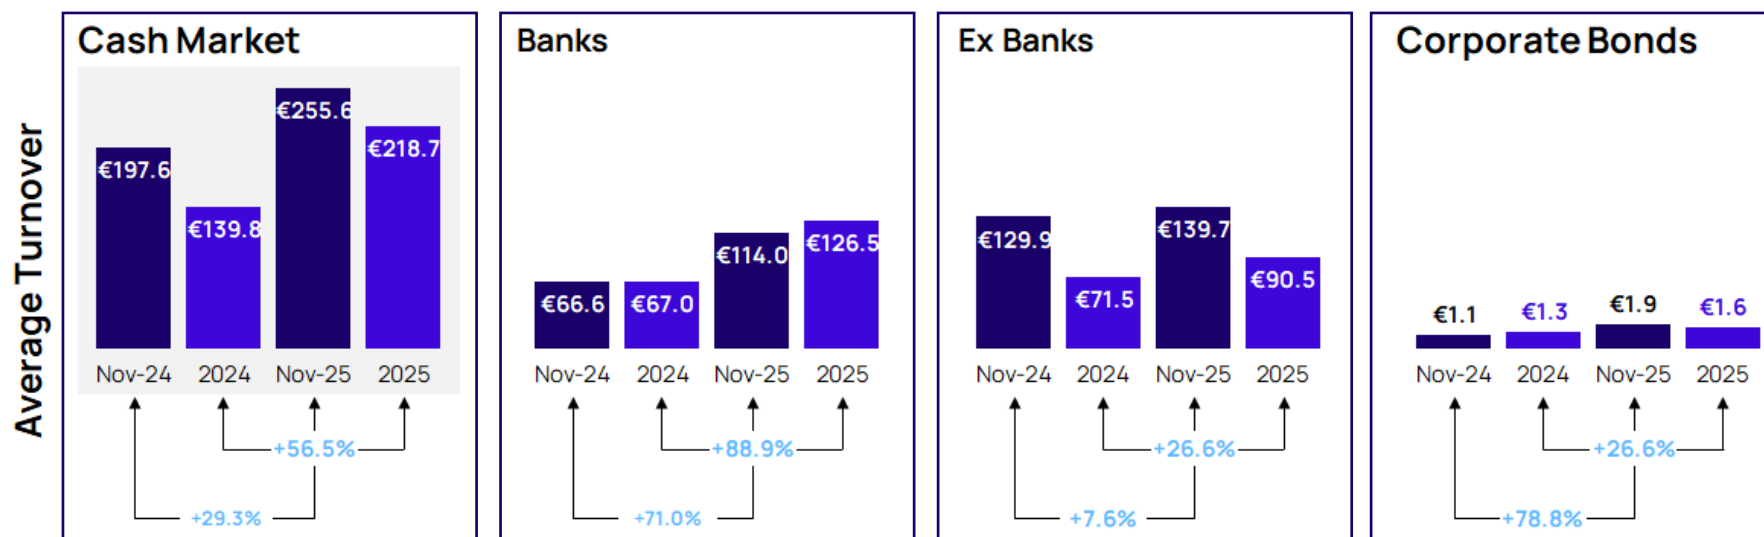 Average Turnover
Cash Market
€197.6
€139.8
€255.6
€218.7
Nov-24 2024 Nov-25 2025
+56.5%
+29.3%
Banks
€66.6
€67.0
€114.0
€126.5
Nov-24 2024 Nov-25 2025
+88.9%
+71.0%
Ex Banks
€129.9
€71.5
€139.7
€90.5
Nov-24 2024 Nov-25 2025
+26.6%
+7.6%
Corporate Bonds
€1.1
€1.3
€1.9
€1.6
Nov-24 2024 Nov-25 2025
+26.6%
+78.8%